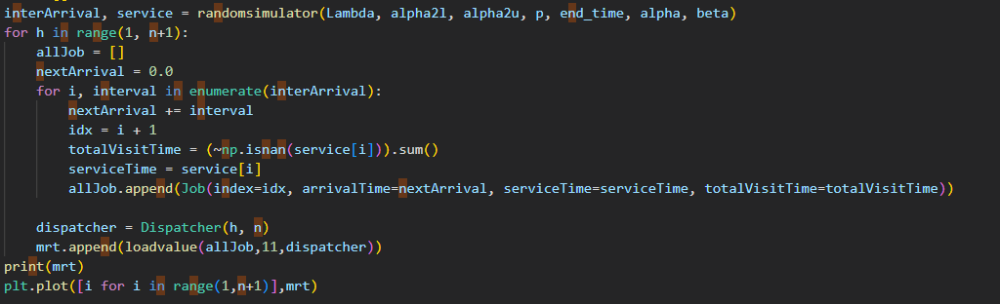 interArrival, service = randomsimulator(Lambda, alpha2l, alpha2u, p, end_time, alpha, beta)
for h in range(1, n+1):
    allJob = []
    nextArrival = 0.0
    for i, interval in enumerate(interArrival):
        nextArrival += interval
        idx = i + 1
        totalVisitTime = (~np.isnan(service[i])).sum()
        serviceTime = service[i]
        allJob.append(Job(index=idx, arrivalTime=nextArrival, serviceTime=serviceTime, totalVisitTime=totalVisitTime))
    dispatcher = Dispatcher(h, n)
    mrt.append(loadvalue(allJob,11,dispatcher))
print(mrt)
plt.plot([i for i in range(1,n+1)],mrt)